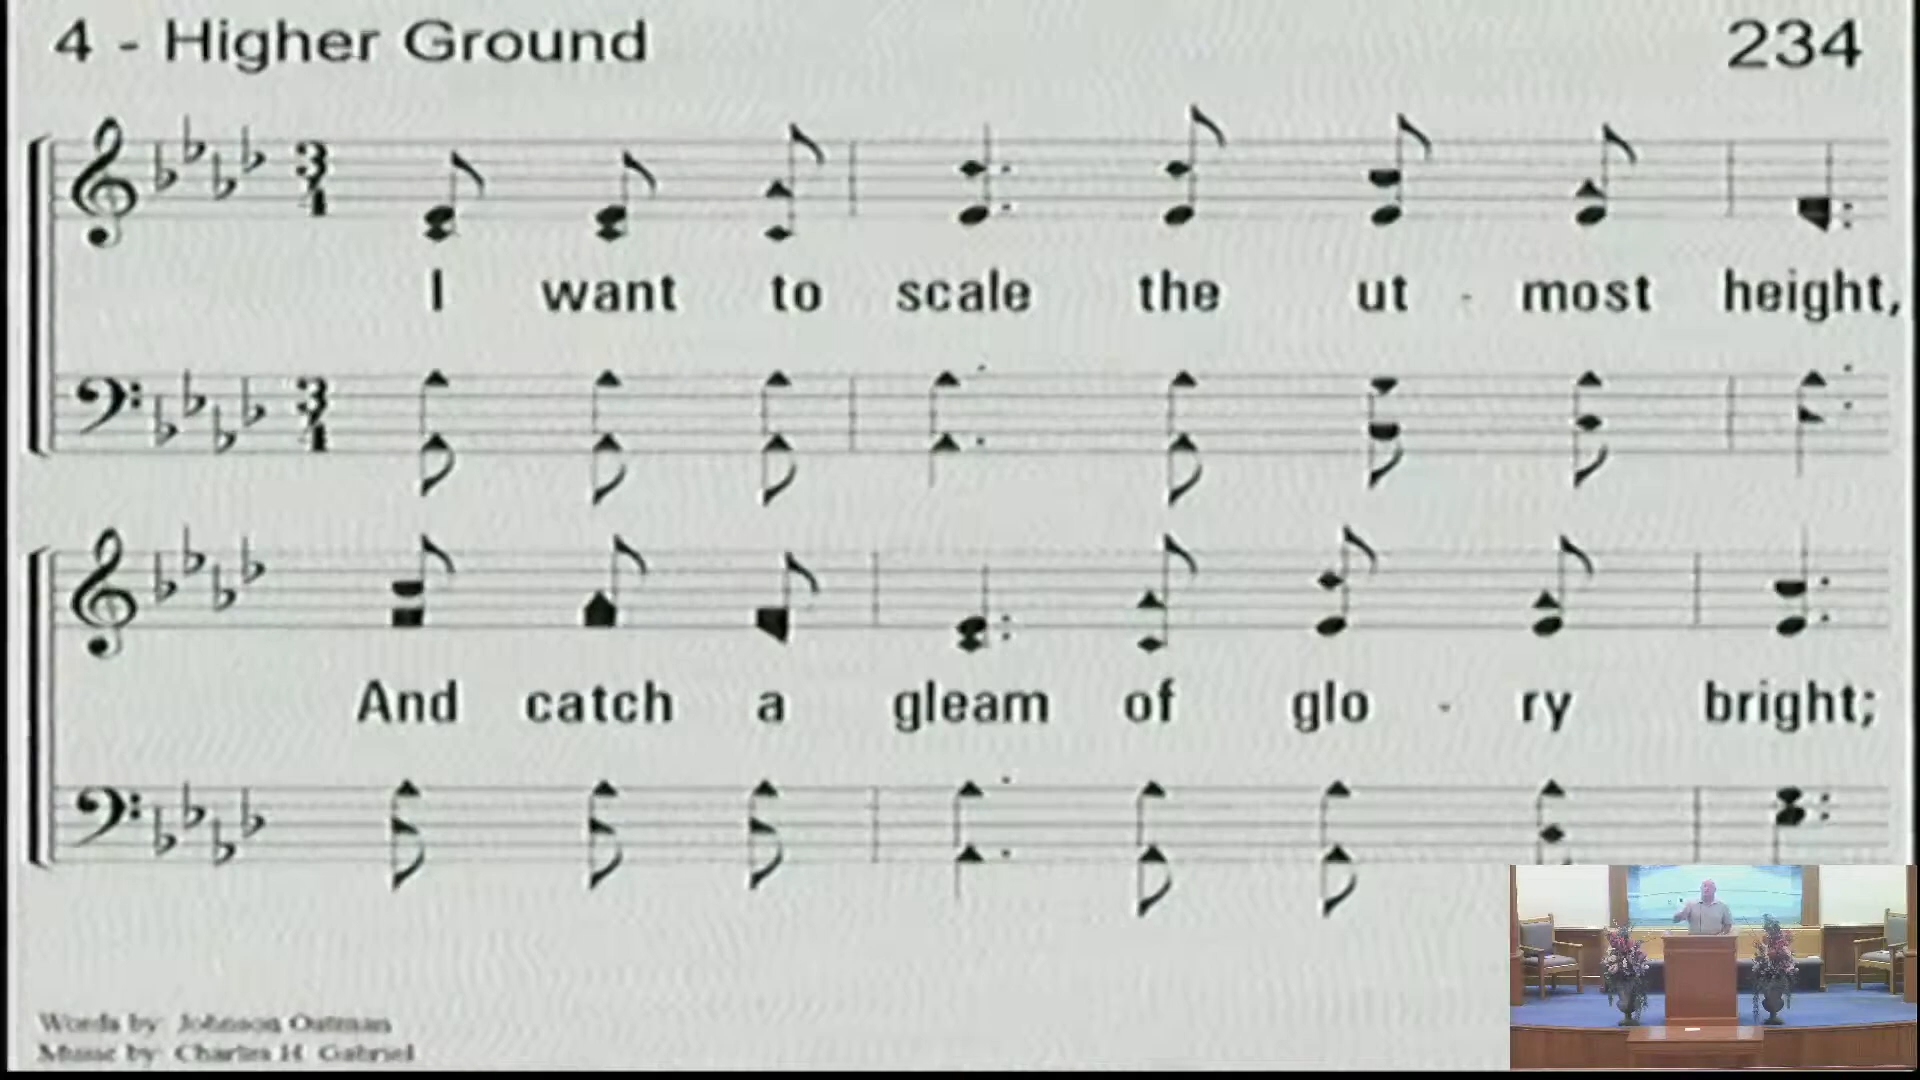 4 - Higher Ground
234
I want to scale the ut - most height,
And catch a gleam of glo - ry bright;
Words by: Johnson Oatman
Music by: Charles H. Gabriel